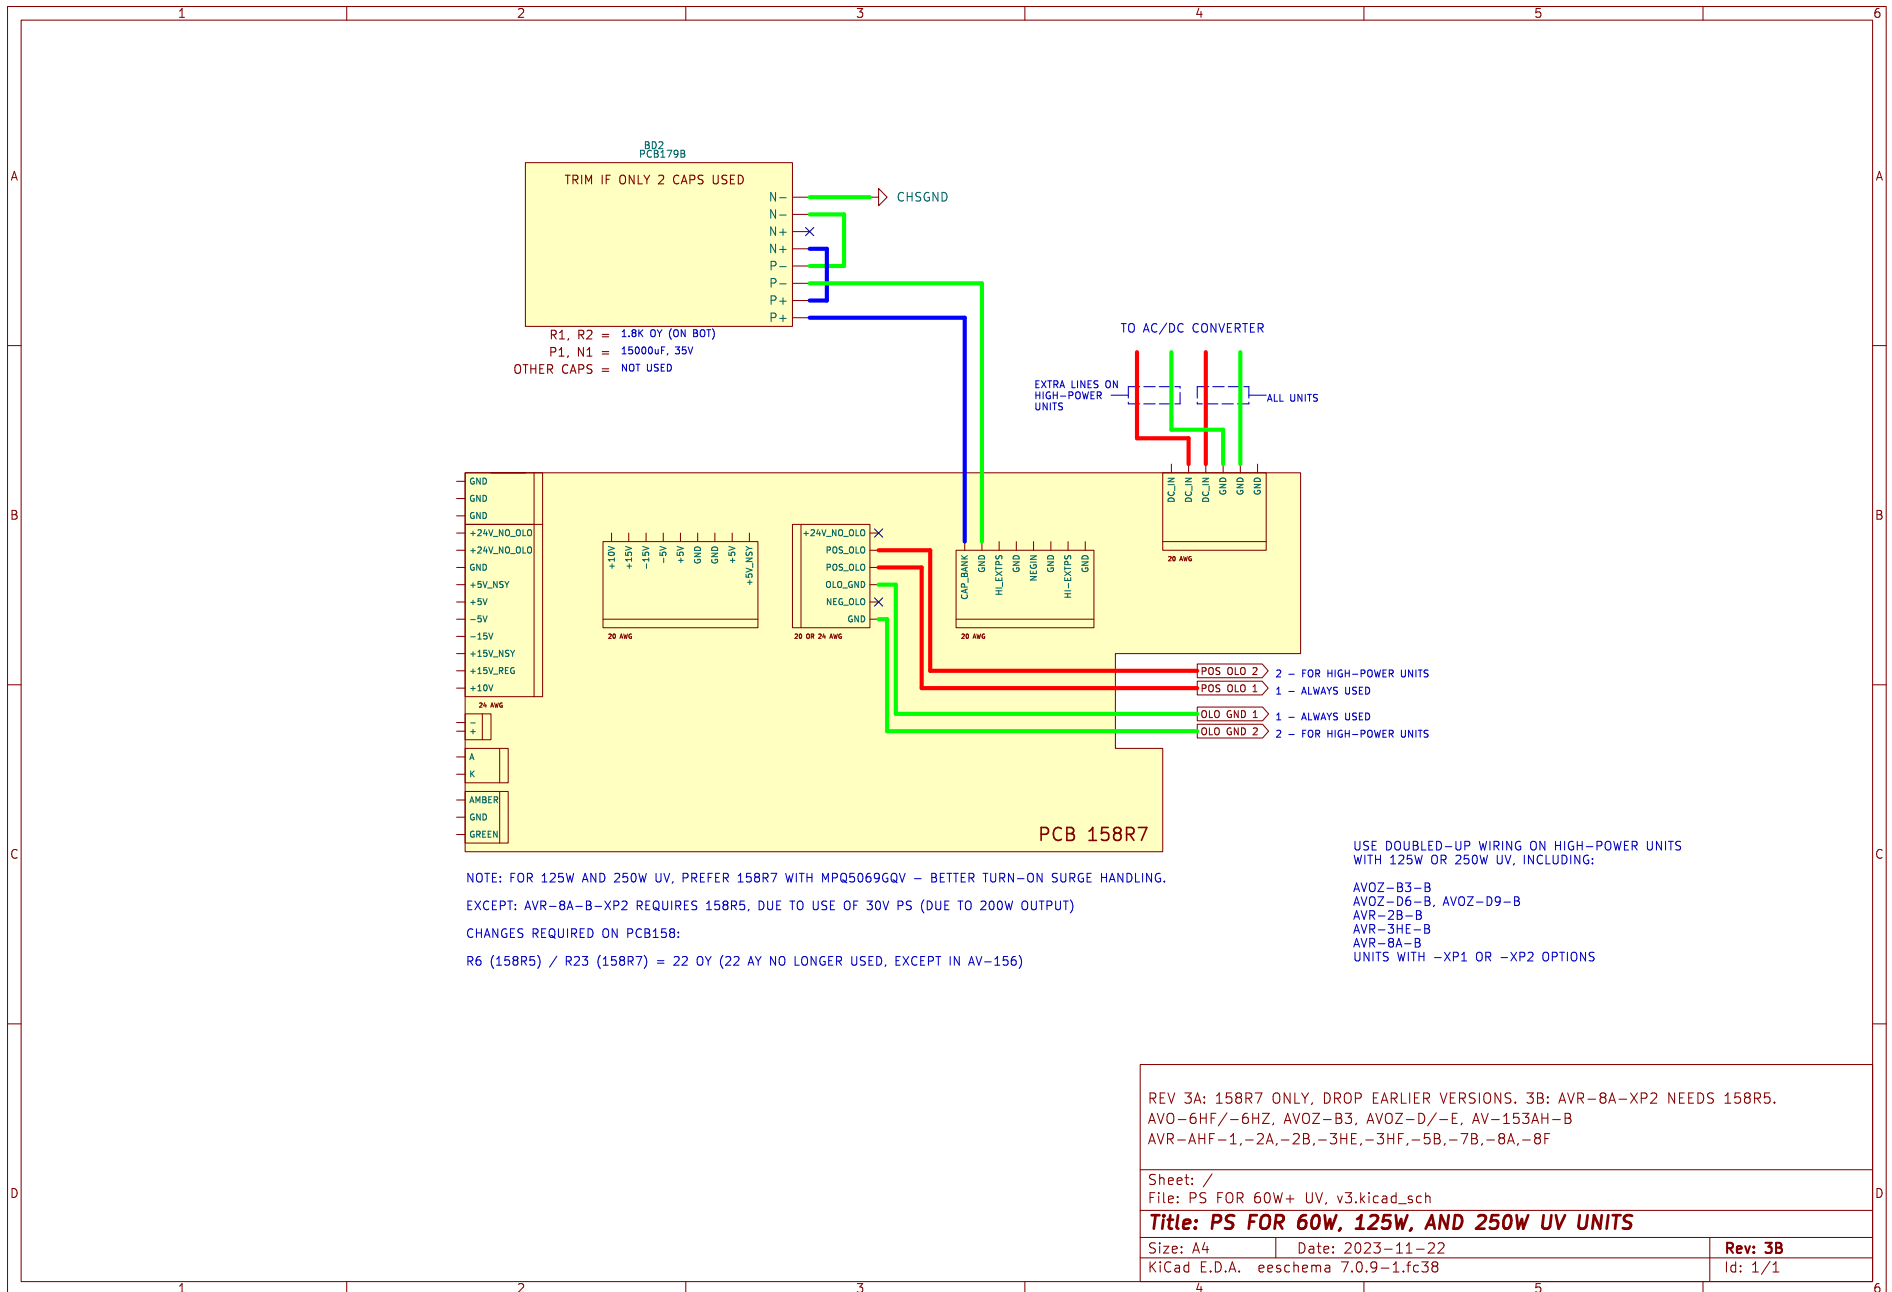 1 2 3 4 5 6
A
B
C
D
A
B
C
D
BD2
PCB179B
TRIM IF ONLY 2 CAPS USED
N-
N-
N+
N+
P-
P-
P+
P+
CHSGND
R1, R2 = 1.8K OY (ON BOT)
P1, N1 = 15000uF, 35V
OTHER CAPS = NOT USED
TO AC/DC CONVERTER
EXTRA LINES ON
HIGH-POWER
UNITS
ALL UNITS
DC_IN
DC_IN
DC_IN
GND
GND
GND
20 AWG
GND
GND
GND
+24V_NO_OLO
+24V_NO_OLO
GND
+5V_NSY
+5V
-5V
-15V
+15V_NSY
+15V_REG
+10V
24 AWG
-
+
A
K
AMBER
GND
GREEN
+10V
+15V
-15V
-5V
+5V
GND
GND
+5V
+5V_NSY
20 AWG
+24V_NO_OLO
POS_OLO
POS_OLO
OLO_GND
NEG_OLO
GND
20 OR 24 AWG
CAP_BANK
GND
HI_EXTPS
GND
NEGIN
GND
HI-EXTPS
GND
20 AWG
POS OLO 2 2 - FOR HIGH-POWER UNITS
POS OLO 1 1 - ALWAYS USED
OLO GND 1 1 - ALWAYS USED
OLO GND 2 2 - FOR HIGH-POWER UNITS
PCB 158R7
NOTE: FOR 125W AND 250W UV, PREFER 158R7 WITH MPQ5069GQV - BETTER TURN-ON SURGE HANDLING.
EXCEPT: AVR-8A-B-XP2 REQUIRES 158R5, DUE TO USE OF 30V PS (DUE TO 200W OUTPUT)
CHANGES REQUIRED ON PCB158:
R6 (158R5) / R23 (158R7) = 22 OY (22 AY NO LONGER USED, EXCEPT IN AV-156)
USE DOUBLED-UP WIRING ON HIGH-POWER UNITS
WITH 125W OR 250W UV, INCLUDING:
AVOZ-B3-B
AVOZ-D6-B, AVOZ-D9-B
AVR-2B-B
AVR-3HE-B
AVR-8A-B
UNITS WITH -XP1 OR -XP2 OPTIONS
REV 3A: 158R7 ONLY, DROP EARLIER VERSIONS. 3B: AVR-8A-XP2 NEEDS 158R5.
AVO-6HF/-6HZ, AVOZ-B3, AVOZ-D/-E, AV-153AH-B
AVR-AHF-1,-2A,-2B,-3HE,-3HF,-5B,-7B,-8A,-8F
Sheet: /
File: PS FOR 60W+ UV, v3.kicad_sch
Title: PS FOR 60W, 125W, AND 250W UV UNITS
Size: A4 Date: 2023-11-22 Rev: 3B
KiCad E.D.A. eeschema 7.0.9-1.fc38 Id: 1/1
1 2 3 4 5 6